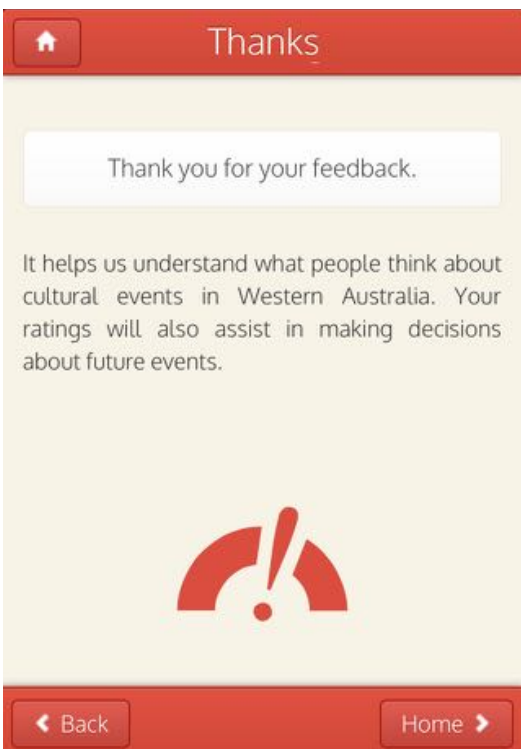 Thanks
Thank you for your feedback.
It helps us understand what people think about
cultural events in Western Australia. Your
ratings will also assist in making decisions
about future events.
Back
Home